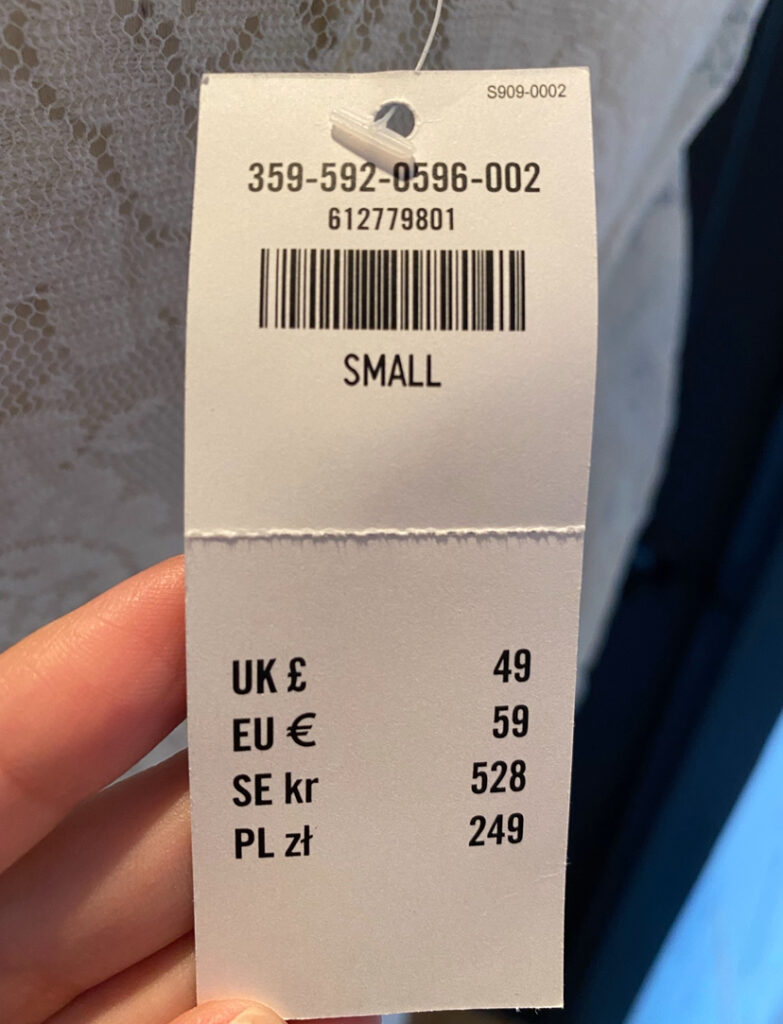 S909-0002
359-592-0596-002
612779801
SMALL
UK £ 49
EU € 59
SE kr 528
PL zł 249